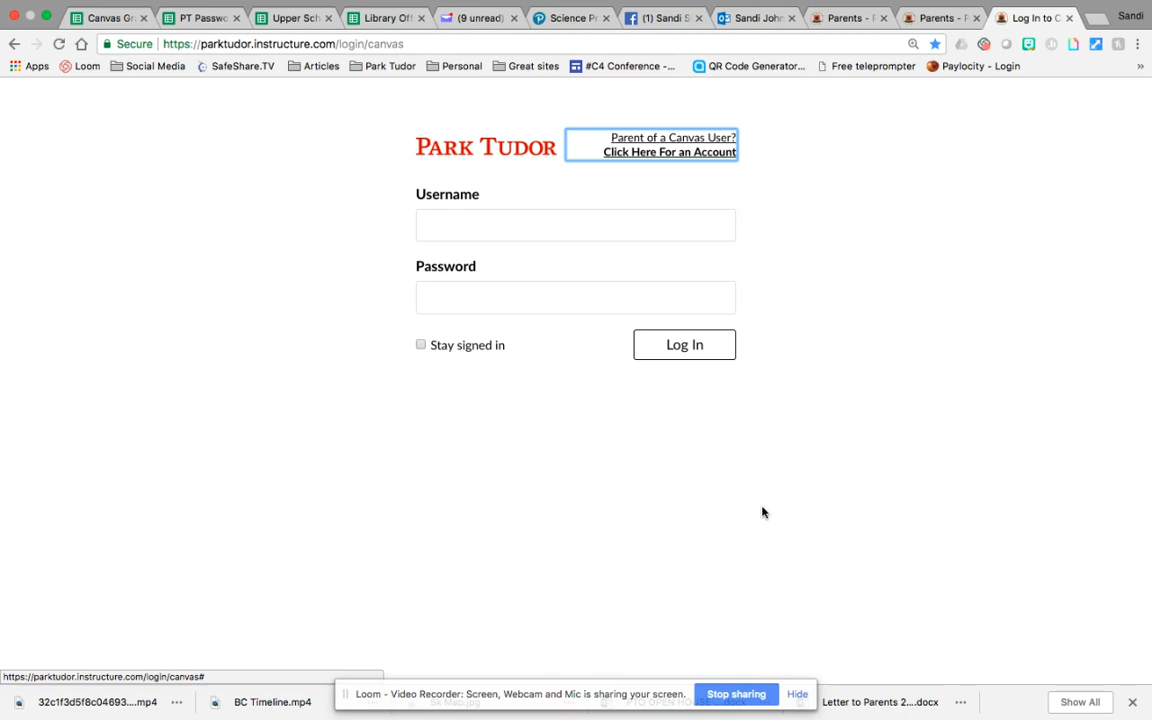 Canvas Gr
PT Passwo
Upper Sch
Library Off
(9 unread)
Science Pr
(1) Sandi S
Sandi John
Parents - P
Parents - P
Log In to C
Sandi
Secure
https://parktudor.instructure.com/login/canvas
Apps
Loom
Social Media
SafeShare.TV
Articles
Park Tudor
Personal
Great sites
#C4 Conference -...
QR Code Generator...
Free teleprompter
Paylocity - Login
»
PARK TUDOR
Parent of a Canvas User?
Click Here For an Account
Username
Password
Stay signed in
Log In
https://parktudor.instructure.com/login/canvas#
32c1f3d5f8c04693....mp4
BC Timeline.mp4
Loom - Video Recorder: Screen, Webcam and Mic is sharing your screen.
Stop sharing
Hide
Letter to Parents 2....docx
Show All